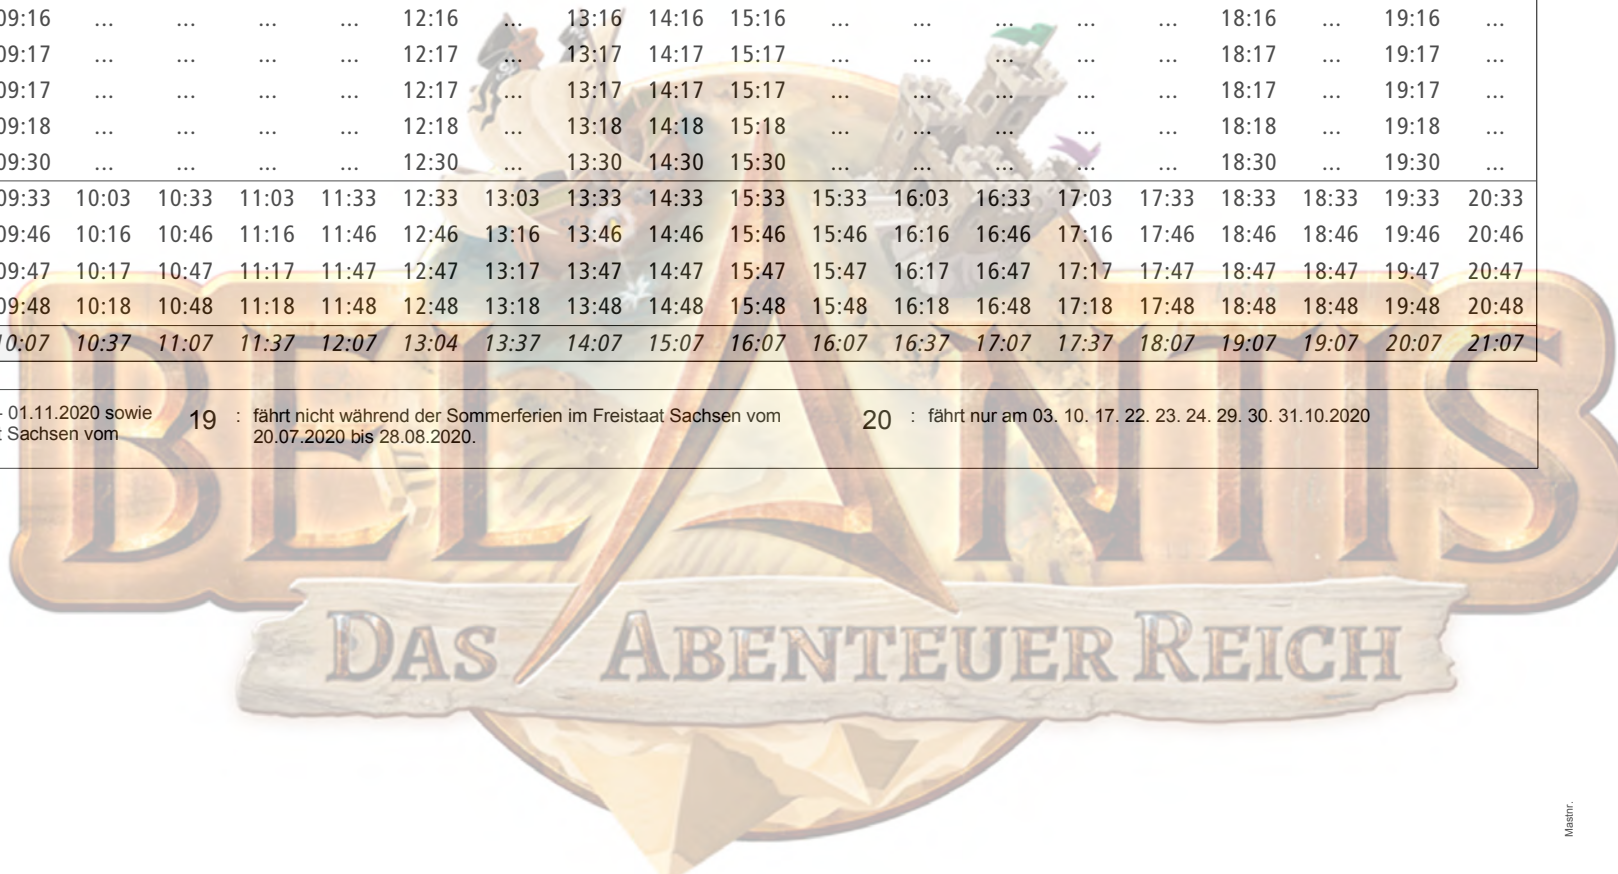 09:16 ... ... ... ... 12:16 ... 13:16 14:16 15:16 ... ... ... ... ... 18:16 ... 19:16 ...
09:17 ... ... ... ... 12:17 ... 13:17 14:17 15:17 ... ... ... ... ... 18:17 ... 19:17 ...
09:17 ... ... ... ... 12:17 ... 13:17 14:17 15:17 ... ... ... ... ... 18:17 ... 19:17 ...
09:18 ... ... ... ... 12:18 ... 13:18 14:18 15:18 ... ... ... ... ... 18:18 ... 19:18 ...
09:30 ... ... ... ... 12:30 ... 13:30 14:30 15:30 ... ... ... ... ... 18:30 ... 19:30 ...
09:33 10:03 10:33 11:03 11:33 12:33 13:03 13:33 14:33 15:33 15:33 16:03 16:33 17:03 17:33 18:33 18:33 19:33 20:33
09:46 10:16 10:46 11:16 11:46 12:46 13:16 13:46 14:46 15:46 15:46 16:16 16:46 17:16 17:46 18:46 18:46 19:46 20:46
09:47 10:17 10:47 11:17 11:47 12:47 13:17 13:47 14:47 15:47 15:47 16:17 16:47 17:17 17:47 18:47 18:47 19:47 20:47
09:48 10:18 10:48 11:18 11:48 12:48 13:18 13:48 14:48 15:48 15:48 16:18 16:48 17:18 17:48 18:48 18:48 19:48 20:48
10:07 10:37 11:07 11:37 12:07 13:04 13:37 14:07 15:07 16:07 16:07 16:37 17:07 17:37 18:07 19:07 19:07 20:07 21:07
- 01.11.2020 sowie
t Sachsen vom
19 : fährt nicht während der Sommerferien im Freistaat Sachsen vom
20.07.2020 bis 28.08.2020.
20 : fährt nur am 03. 10. 17. 22. 23. 24. 29. 30. 31.10.2020
BELANTIS
DAS ABENTEUER REICH
Mastnr.